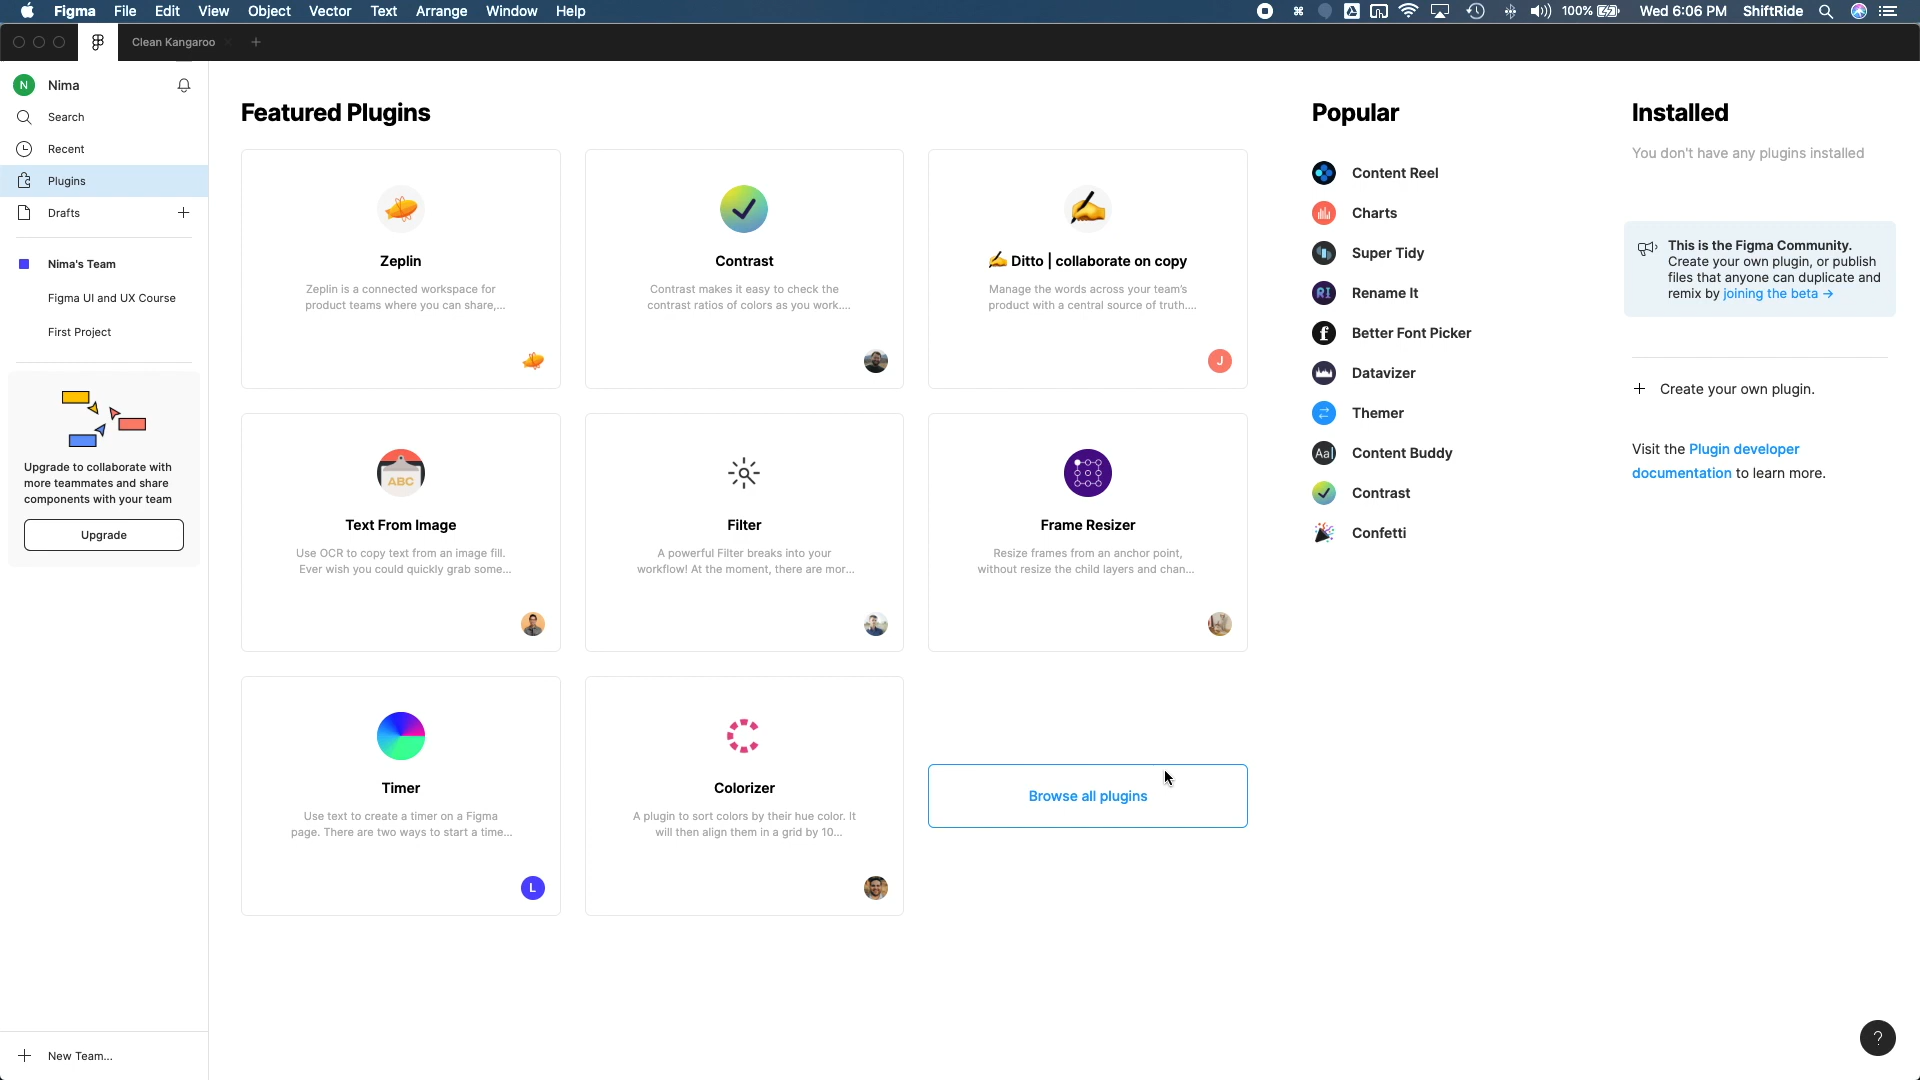 Figma File Edit View Object Vector Text Arrange Window Help
100% Wed 6:06 PM ShiftRide
Clean Kangaroo
N Nima
Search
Recent
Plugins
Drafts
Nima's Team
Figma UI and UX Course
First Project
Upgrade to collaborate with
more teammates and share
components with your team
Upgrade
New Team...
Featured Plugins
Zeplin
Zeplin is a connected workspace for
product teams where you can share,...
Contrast
Contrast makes it easy to check the
contrast ratios of colors as you work....
✍ Ditto | collaborate on copy
Manage the words across your team's
product with a central source of truth....
J
ABC
Text From Image
Use OCR to copy text from an image fill.
Ever wish you could quickly grab some...
Filter
A powerful Filter breaks into your
workflow! At the moment, there are mor...
Frame Resizer
Resize frames from an anchor point,
without resize the child layers and chan...
Timer
Use text to create a timer on a Figma
page. There are two ways to start a time...
L
Colorizer
A plugin to sort colors by their hue color. It
will then align them in a grid by 10...
Browse all plugins
Popular
Content Reel
Charts
Super Tidy
RI Rename It
f Better Font Picker
Datavizer
Themer
Aa| Content Buddy
Contrast
Confetti
Installed
You don't have any plugins installed
This is the Figma Community.
Create your own plugin, or publish
files that anyone can duplicate and
remix by joining the beta →
+ Create your own plugin.
Visit the Plugin developer
documentation to learn more.
?